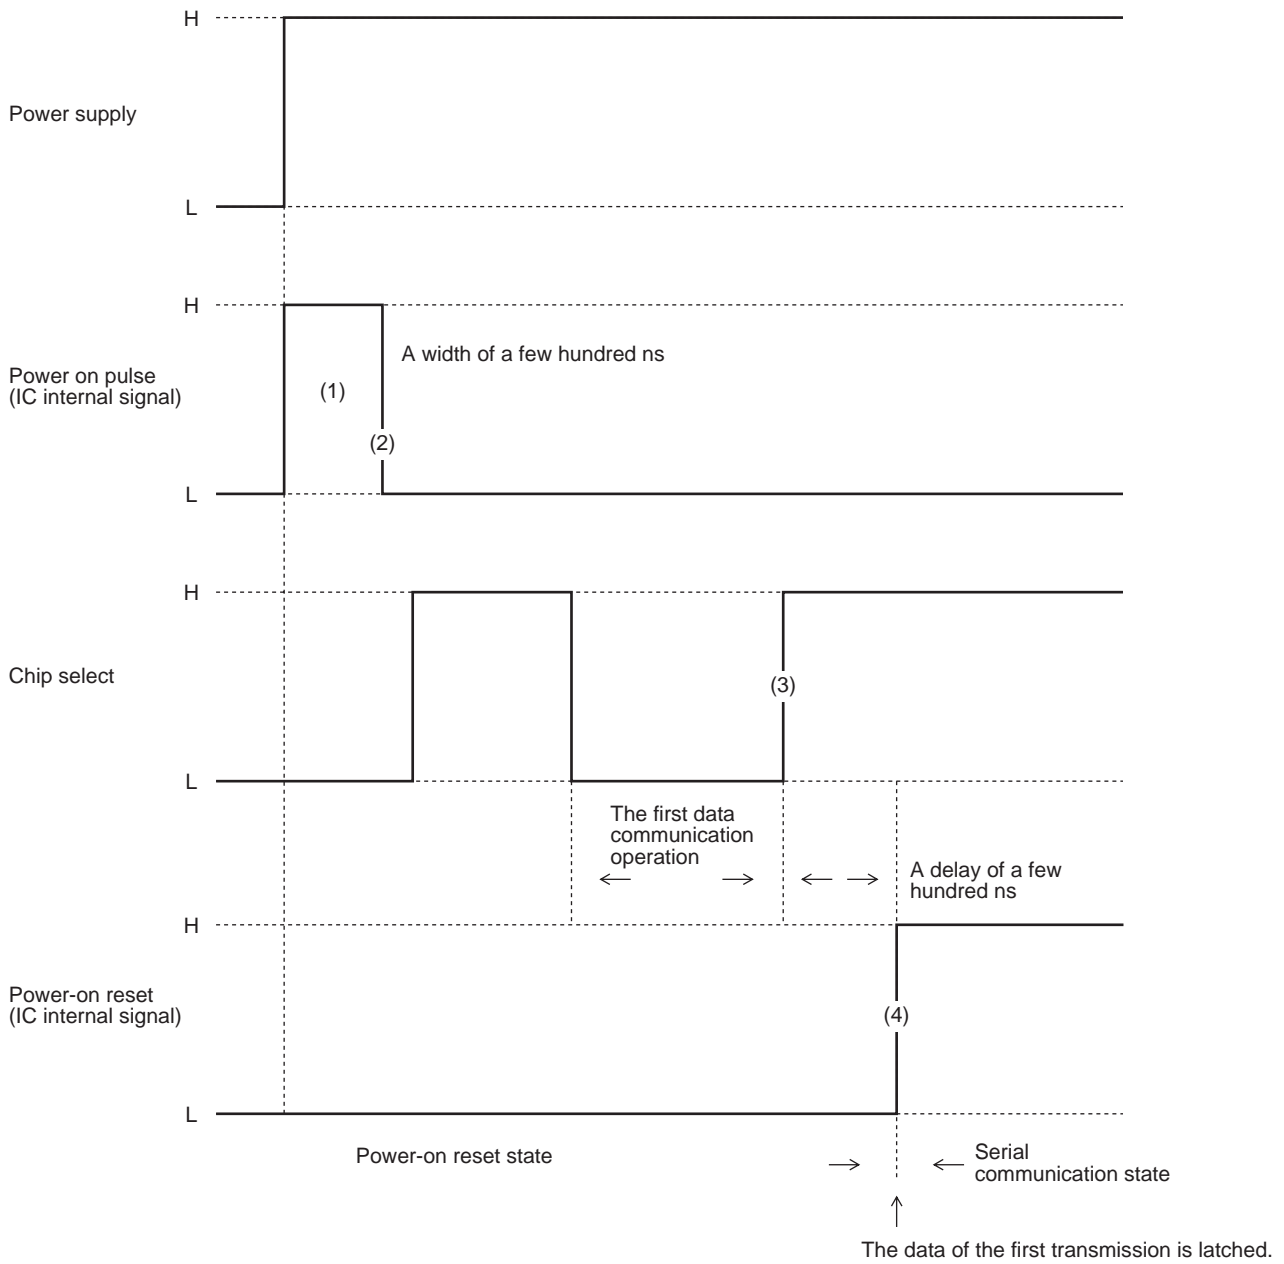 H
Power supply
L
H
A width of a few hundred ns
Power on pulse
(IC internal signal)
(1)
(2)
L
H
Chip select
(3)
L
The first data
communication
operation
A delay of a few
hundred ns
H
Power-on reset
(IC internal signal)
(4)
L
Power-on reset state
Serial
communication state
The data of the first transmission is latched.